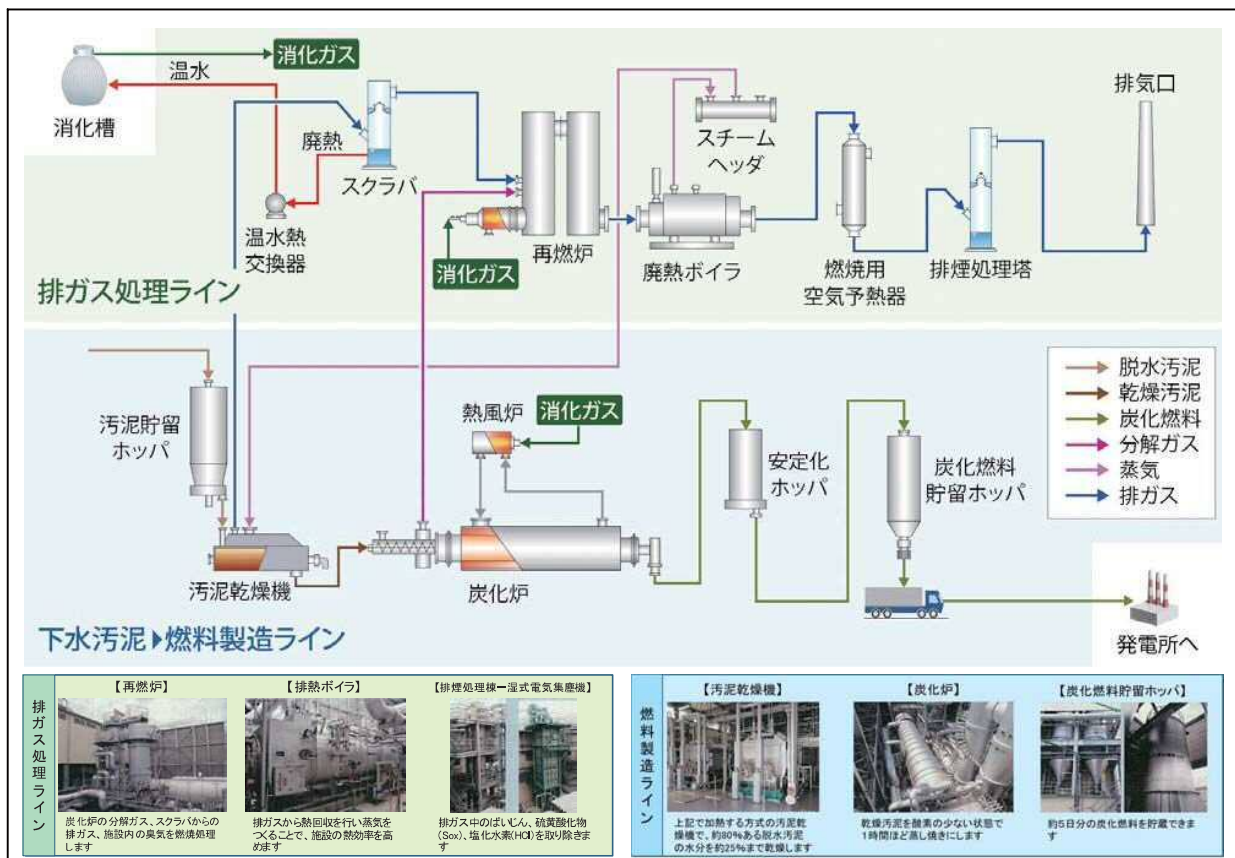 消化ガス
温水
消化槽
廃熱
スクラバ
温水熱
交換器
消化ガス
再燃炉
スチーム
ヘッダ
廃熱ボイラ
燃焼用
空気予熱器
排煙処理塔
排気口
排ガス処理ライン
脱水汚泥
乾燥汚泥
炭化燃料
分解ガス
蒸気
排ガス
汚泥貯留
ホッパ
熱風炉
消化ガス
安定化
ホッパ
炭化燃料
貯留ホッパ
汚泥乾燥機
炭化炉
発電所へ
下水汚泥▶燃料製造ライン
排ガス処理ライン
【再燃炉】
炭化炉の分解ガス、スクラバからの
排ガス、施設内の臭気を燃焼処理
します
【排熱ボイラ】
排ガスから熱回収を行い蒸気を
つくることで、施設の熱効率を高
めます
【排煙処理棟ー湿式電気集塵機】
排ガス中のばいじん、硫黄酸化物
(Sox)、塩化水素(HCl)を取り除きま
す
燃料製造ライン
【汚泥乾燥機】
上記で加熱する方式の汚泥乾
燥機で、約80%ある脱水汚泥
の水分を約25%まで乾燥します
【炭化炉】
乾燥汚泥を酸素の少ない状態で
1時間ほど蒸し焼きにします
【炭化燃料貯留ホッパ】
約5日分の炭化燃料を貯蔵できま
す